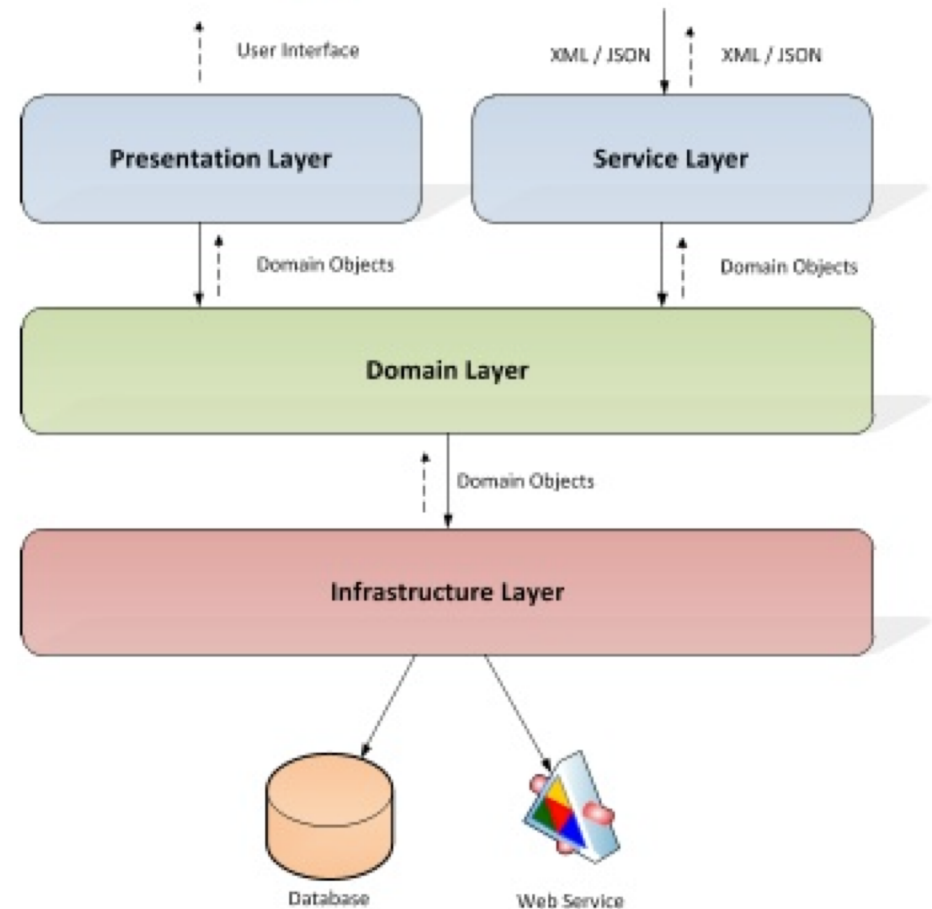 User Interface
XML / JSON
XML / JSON
Presentation Layer
Service Layer
Domain Objects
Domain Objects
Domain Layer
Domain Objects
Infrastructure Layer
Database
Web Service